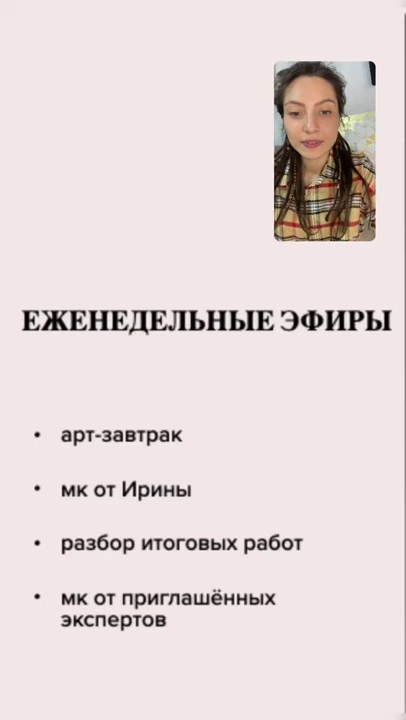 ЕЖЕНЕДЕЛЬНЫЕ ЭФИРЫ
• арт-завтрак
• мк от Ирины
• разбор итоговых работ
• мк от приглашённых
экспертов